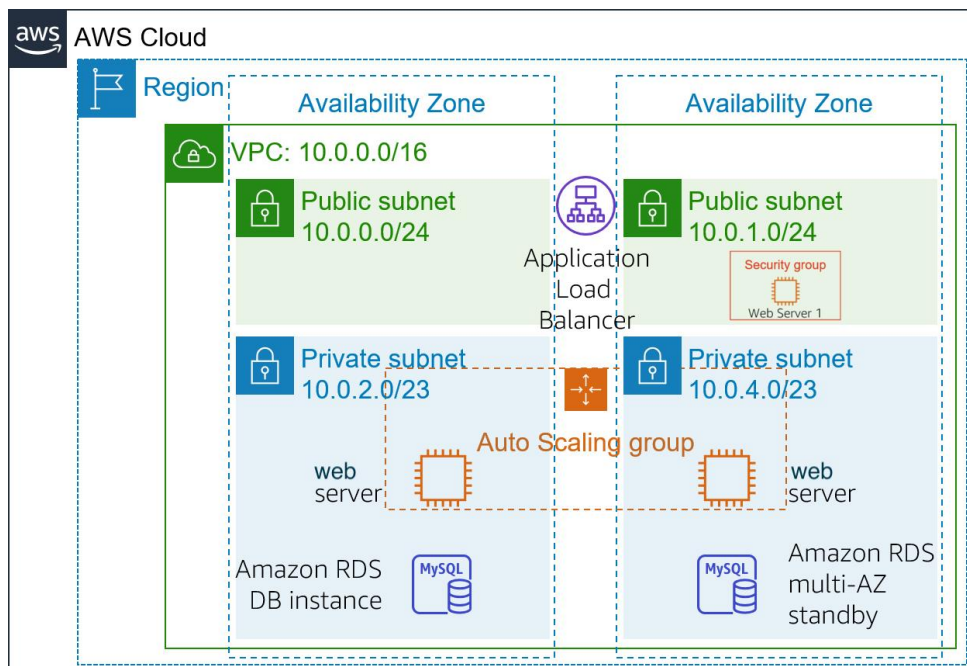 aws
AWS Cloud
Region
Availability Zone
Availability Zone
VPC: 10.0.0.0/16
Public subnet
10.0.0.0/24
Public subnet
10.0.1.0/24
Application
Load
Balancer
Security group
Web Server 1
Private subnet
10.0.2.0/23
Private subnet
10.0.4.0/23
Auto Scaling group
web
server
web
server
Amazon RDS
DB instance
MySQL
MySQL
Amazon RDS
multi-AZ
standby